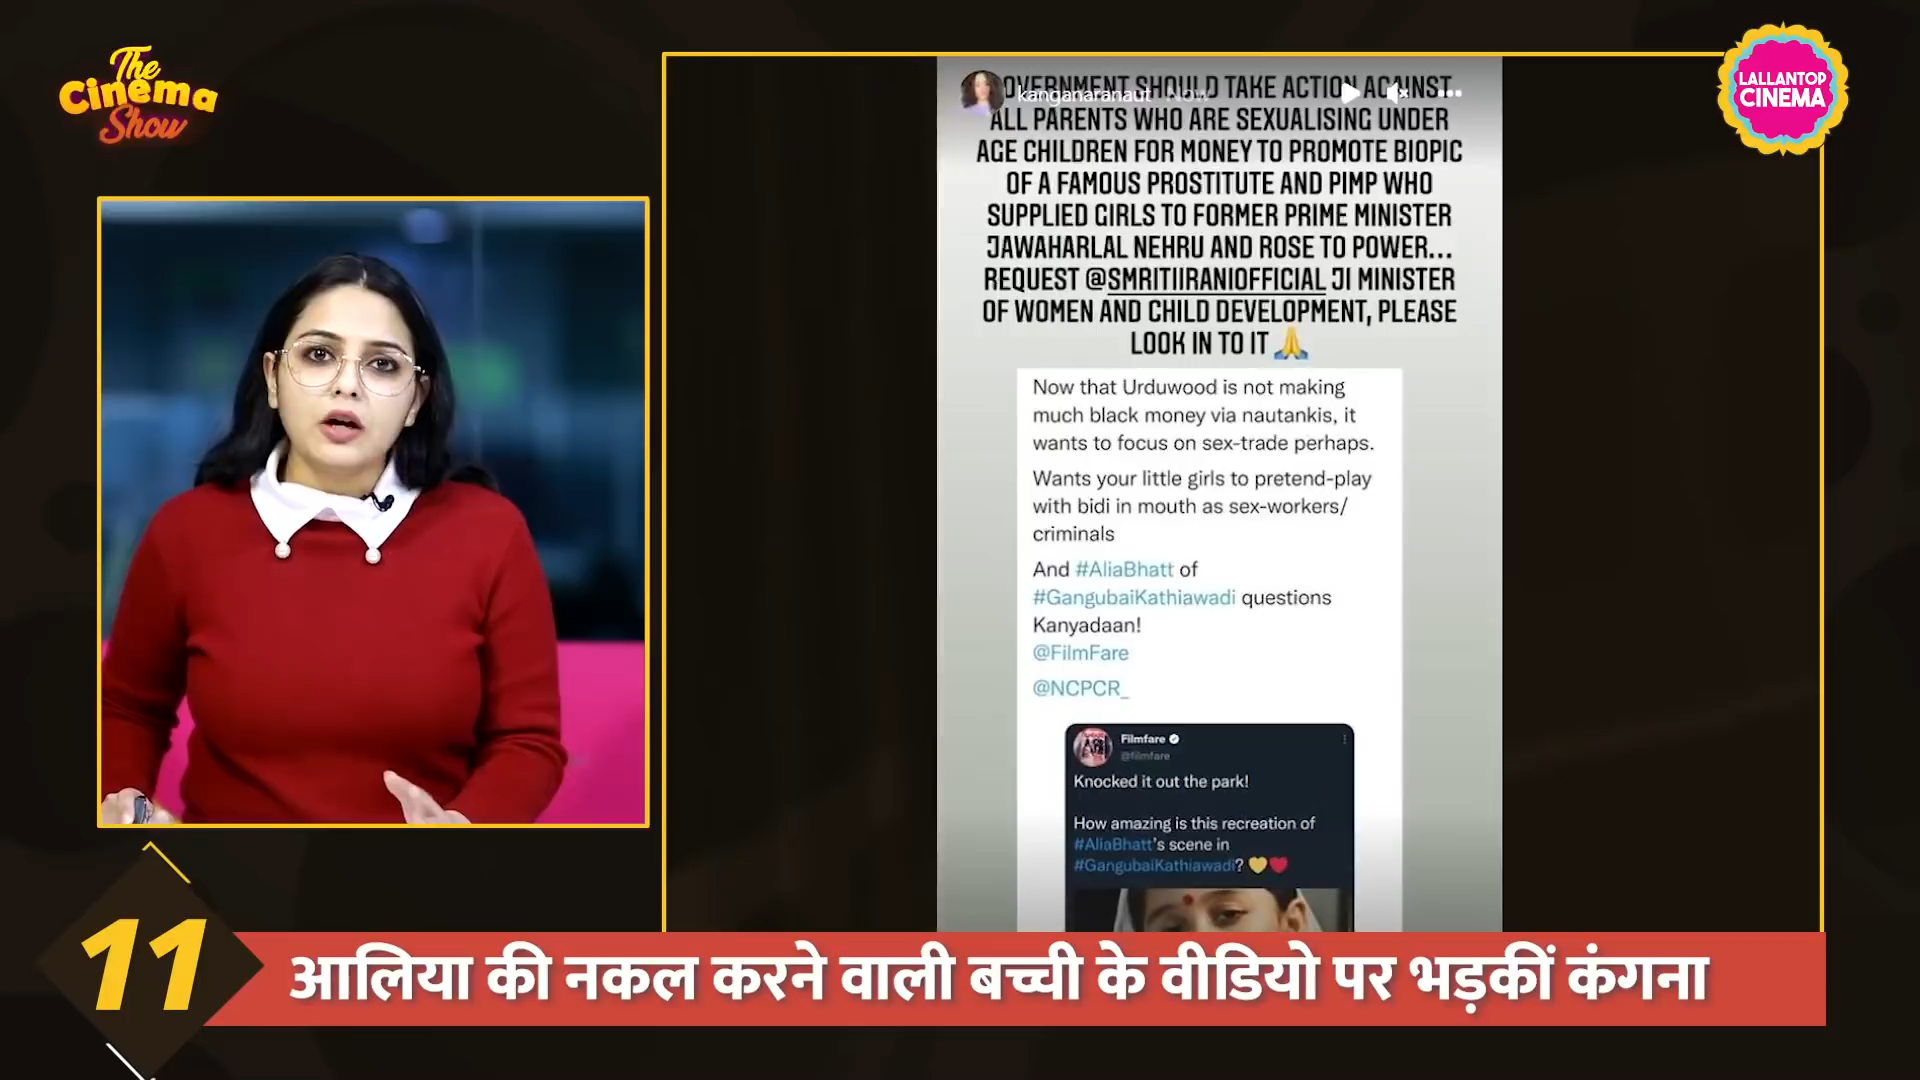 The
Cinema
Show
LALLANTOP
CINEMA
kanganaranaut Now
GOVERNMENT SHOULD TAKE ACTION AGAINST
ALL PARENTS WHO ARE SEXUALISING UNDER
AGE CHILDREN FOR MONEY TO PROMOTE BIOPIC
OF A FAMOUS PROSTITUTE AND PIMP WHO
SUPPLIED GIRLS TO FORMER PRIME MINISTER
JAWAHARLAL NEHRU AND ROSE TO POWER...
REQUEST @SMRITIIRANIOFFICIAL JI MINISTER
OF WOMEN AND CHILD DEVELOPMENT, PLEASE
LOOK IN TO IT 🙏
Now that Urduwood is not making
much black money via nautankis, it
wants to focus on sex-trade perhaps.
Wants your little girls to pretend-play
with bidi in mouth as sex-workers/
criminals
And #AliaBhatt of
#GangubaiKathiawadi questions
Kanyadaan!
@FilmFare
@NCPCR_
Filmfare
@filmfare
Knocked it out the park!
How amazing is this recreation of
#AliaBhatt's scene in
#GangubaiKathiawadi? 💛❤️
11
आलिया की नकल करने वाली बच्ची के वीडियो पर भड़कीं कंगना